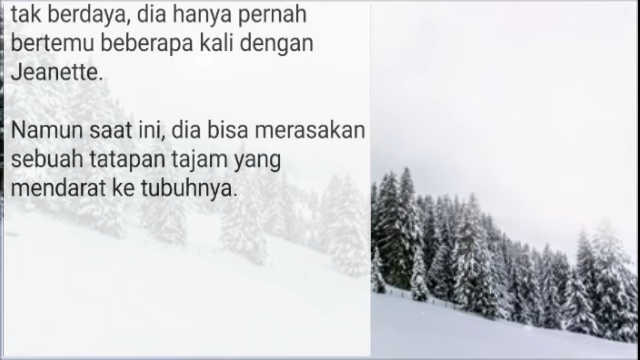 tak berdaya, dia hanya pernah
bertemu beberapa kali dengan
Jeanette.
Namun saat ini, dia bisa merasakan
sebuah tatapan tajam yang
mendarat ke tubuhnya.